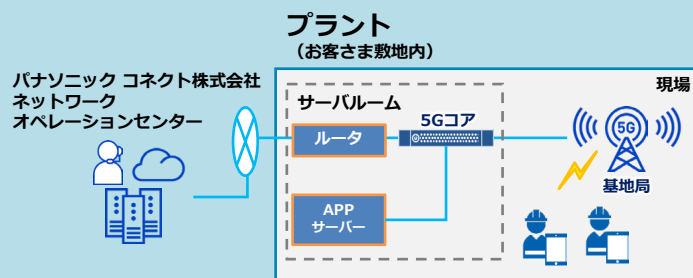 プラント
（お客さま敷地内）
パナソニック コネクト株式会社
ネットワーク
オペレーションセンター
現場
サーバルーム
ルータ
5Gコア
5G
基地局
APP
サーバー